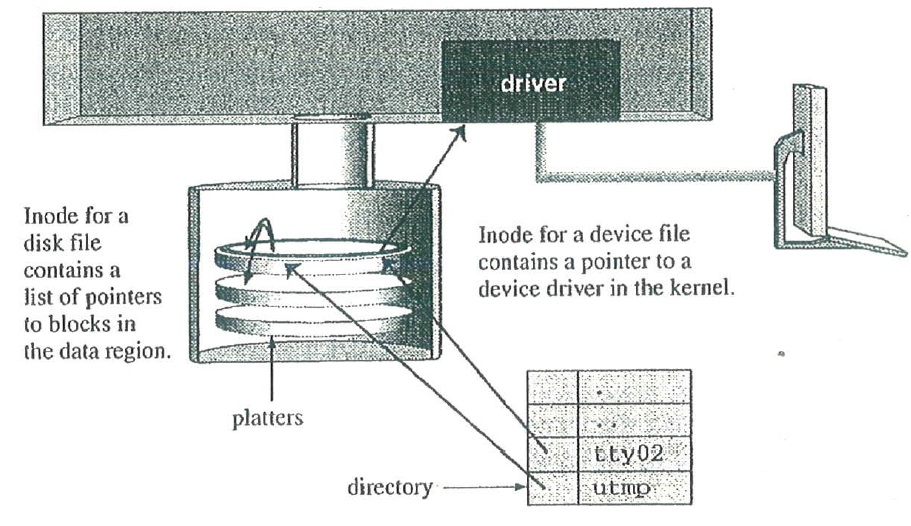 driver
Inode for a
disk file
contains a
list of pointers
to blocks in
the data region.
Inode for a device file
contains a pointer to a
device driver in the kernel.
platters
.
..
tty02
utmp
directory